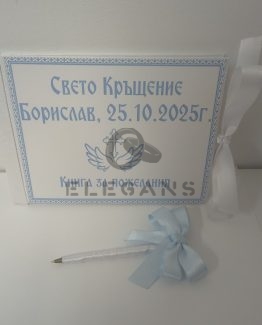 Свето Кръщение
Борислав, 25.10.2025г.
Книга за пожелания
ELEGANS